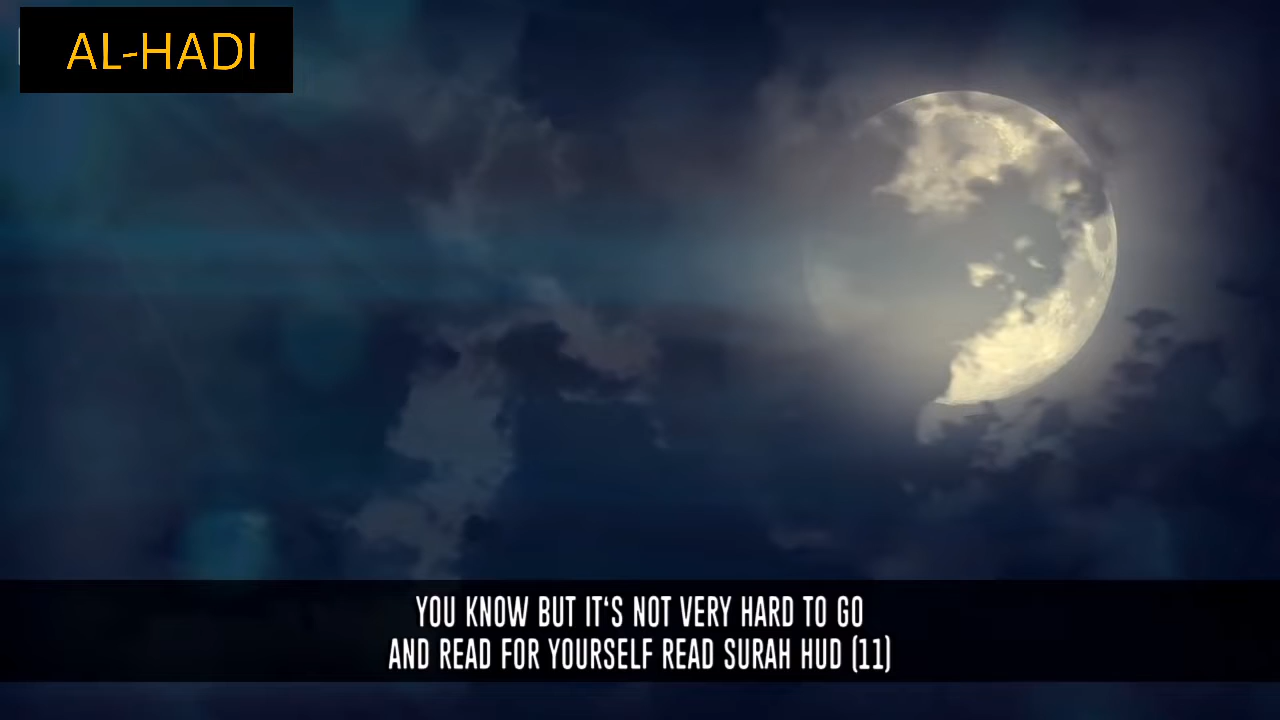 AL-HADI
YOU KNOW BUT IT‘S NOT VERY HARD TO GO
AND READ FOR YOURSELF READ SURAH HUD (11)